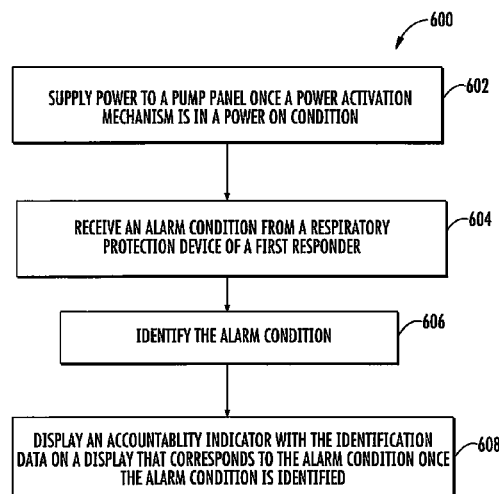 600
SUPPLY POWER TO A PUMP PANEL ONCE A POWER ACTIVATION
MECHANISM IS IN A POWER ON CONDITION
602
RECEIVE AN ALARM CONDITION FROM A RESPIRATORY
PROTECTION DEVICE OF A FIRST RESPONDER
604
IDENTIFY THE ALARM CONDITION
606
DISPLAY AN ACCOUNTABLITY INDICATOR WITH THE IDENTIFICATION
DATA ON A DISPLAY THAT CORRESPONDS TO THE ALARM CONDITION ONCE
THE ALARM CONDITION IS IDENTIFIED
608